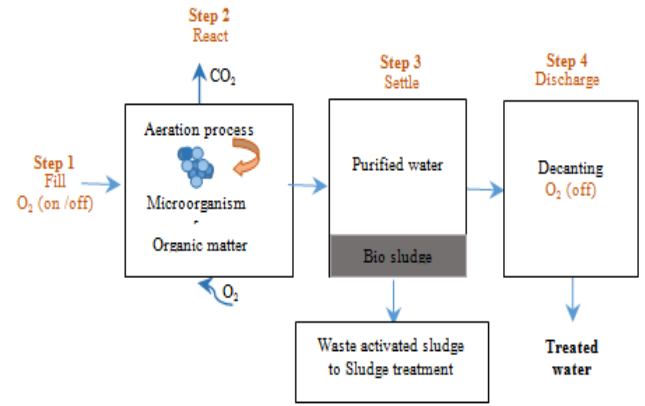 Step 1
Fill
O₂ (on /off)
Step 2
React
CO₂
Aeration process
Microorganism
Organic matter
O₂
Step 3
Settle
Purified water
Bio sludge
Waste activated sludge
to Sludge treatment
Step 4
Discharge
Decanting
O₂ (off)
Treated
water